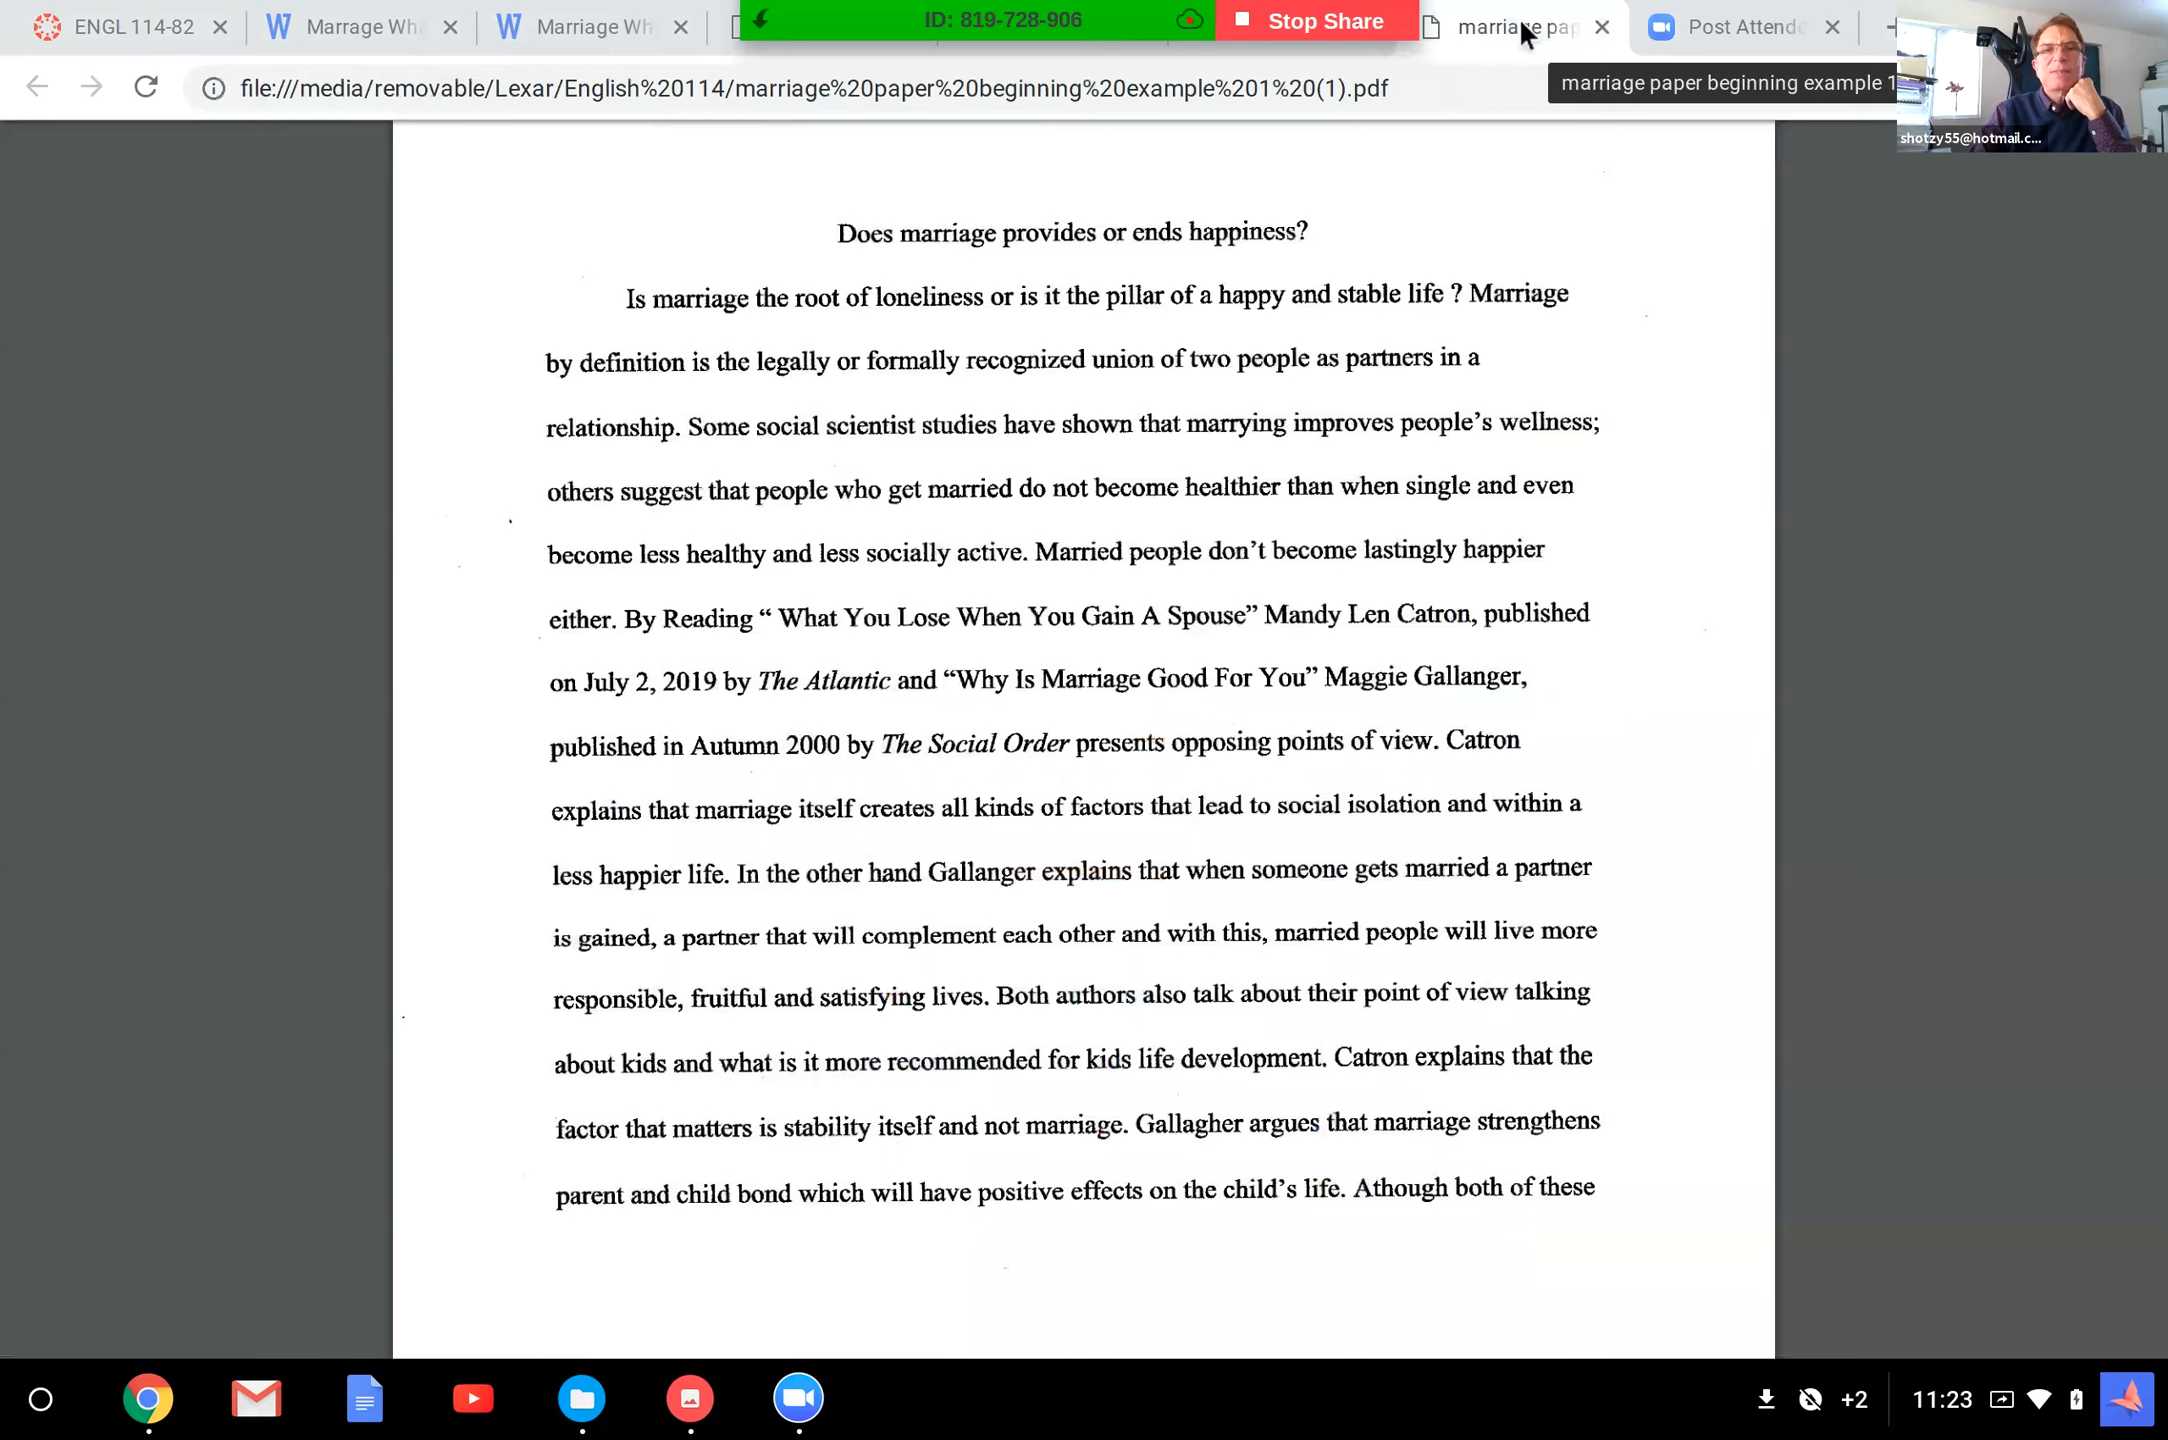 ENGL 114-82
Marrage Wh
Marriage Wh
ID: 819-728-906
Stop Share
marriage pap
Post Attende
file:///media/removable/Lexar/English%20114/marriage%20paper%20beginning%20example%201%20(1).pdf
marriage paper beginning example 1
shotzy55@hotmail.c...
Does marriage provides or ends happiness?
Is marriage the root of loneliness or is it the pillar of a happy and stable life ? Marriage
by definition is the legally or formally recognized union of two people as partners in a
relationship. Some social scientist studies have shown that marrying improves people’s wellness;
others suggest that people who get married do not become healthier than when single and even
become less healthy and less socially active. Married people don’t become lastingly happier
either. By Reading “ What You Lose When You Gain A Spouse” Mandy Len Catron, published
on July 2, 2019 by The Atlantic and “Why Is Marriage Good For You” Maggie Gallanger,
published in Autumn 2000 by The Social Order presents opposing points of view. Catron
explains that marriage itself creates all kinds of factors that lead to social isolation and within a
less happier life. In the other hand Gallanger explains that when someone gets married a partner
is gained, a partner that will complement each other and with this, married people will live more
responsible, fruitful and satisfying lives. Both authors also talk about their point of view talking
about kids and what is it more recommended for kids life development. Catron explains that the
factor that matters is stability itself and not marriage. Gallagher argues that marriage strengthens
parent and child bond which will have positive effects on the child’s life. Athough both of these
+2
11:23